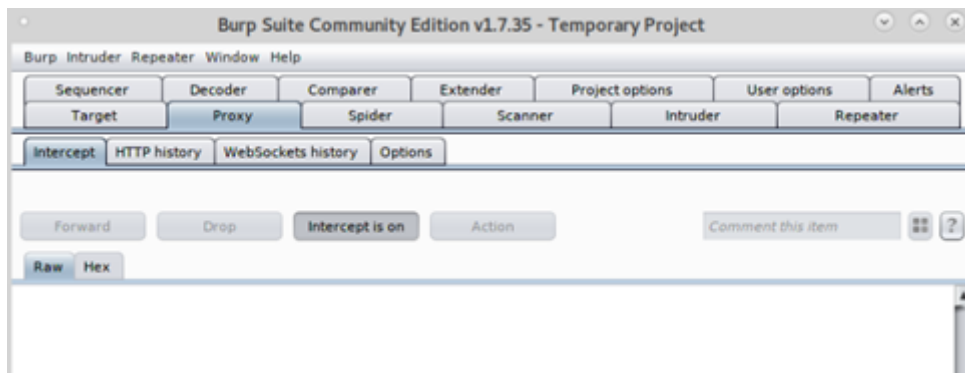 Burp Suite Community Edition v1.7.35 - Temporary Project
Burp Intruder Repeater Window Help
Sequencer Decoder Comparer Extender Project options User options Alerts
Target Proxy Spider Scanner Intruder Repeater
Intercept HTTP history WebSockets history Options
Forward Drop Intercept is on Action Comment this item ?
Raw Hex